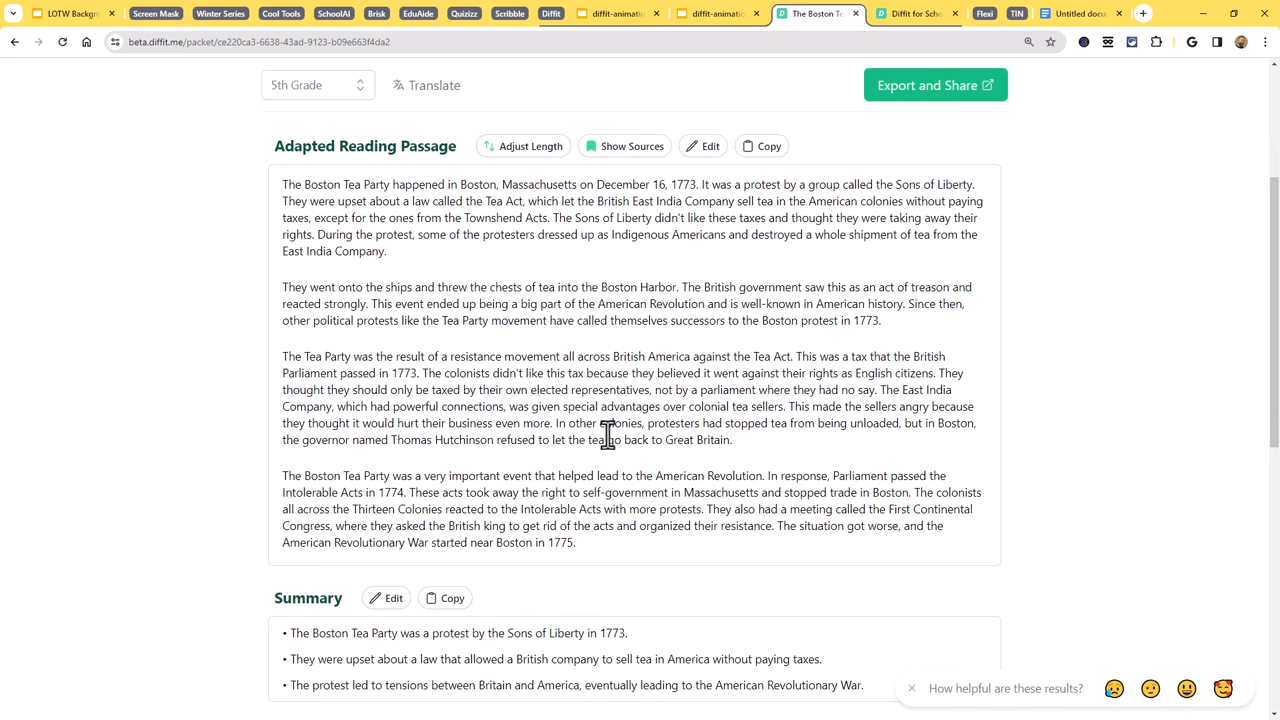 LOTW Backgro
Screen Mask
Winter Series
Cool Tools
SchoolAI
Brisk
EduAide
Quizizz
Scribble
Diffit
diffit-animatio
diffit-animatio
The Boston Te
Diffit for Scho
Flexi
TIN
Untitled docu
beta.diffit.me/packet/ce220ca3-6638-43ad-9123-b09e663f4da2
5th Grade
Translate
Export and Share
Adapted Reading Passage
Adjust Length
Show Sources
Edit
Copy
The Boston Tea Party happened in Boston, Massachusetts on December 16, 1773. It was a protest by a group called the Sons of Liberty.
They were upset about a law called the Tea Act, which let the British East India Company sell tea in the American colonies without paying
taxes, except for the ones from the Townshend Acts. The Sons of Liberty didn't like these taxes and thought they were taking away their
rights. During the protest, some of the protesters dressed up as Indigenous Americans and destroyed a whole shipment of tea from the
East India Company.
They went onto the ships and threw the chests of tea into the Boston Harbor. The British government saw this as an act of treason and
reacted strongly. This event ended up being a big part of the American Revolution and is well-known in American history. Since then,
other political protests like the Tea Party movement have called themselves successors to the Boston protest in 1773.
The Tea Party was the result of a resistance movement all across British America against the Tea Act. This was a tax that the British
Parliament passed in 1773. The colonists didn't like this tax because they believed it went against their rights as English citizens. They
thought they should only be taxed by their own elected representatives, not by a parliament where they had no say. The East India
Company, which had powerful connections, was given special advantages over colonial tea sellers. This made the sellers angry because
they thought it would hurt their business even more. In other colonies, protesters had stopped tea from being unloaded, but in Boston,
the governor named Thomas Hutchinson refused to let the tea go back to Great Britain.
The Boston Tea Party was a very important event that helped lead to the American Revolution. In response, Parliament passed the
Intolerable Acts in 1774. These acts took away the right to self-government in Massachusetts and stopped trade in Boston. The colonists
all across the Thirteen Colonies reacted to the Intolerable Acts with more protests. They also had a meeting called the First Continental
Congress, where they asked the British king to get rid of the acts and organized their resistance. The situation got worse, and the
American Revolutionary War started near Boston in 1775.
Summary
Edit
Copy
• The Boston Tea Party was a protest by the Sons of Liberty in 1773.
• They were upset about a law that allowed a British company to sell tea in America without paying taxes.
• The protest led to tensions between Britain and America, eventually leading to the American Revolutionary War.
How helpful are these results?